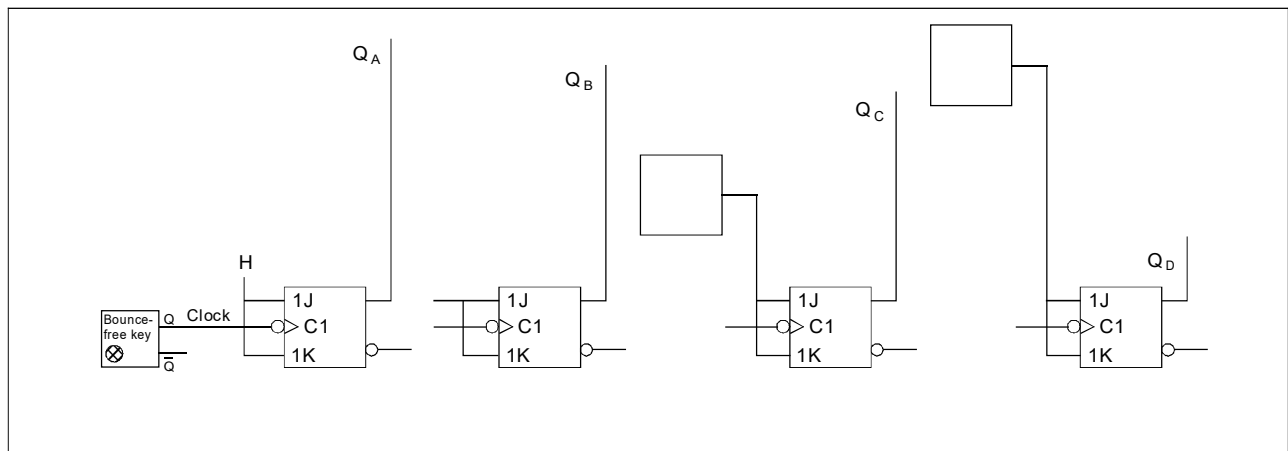 Q A
Q B
Q C
Q D
H
Bounce-
free key
Q
Q̅
Clock
1J
C1
1K
1J
C1
1K
1J
C1
1K
1J
C1
1K